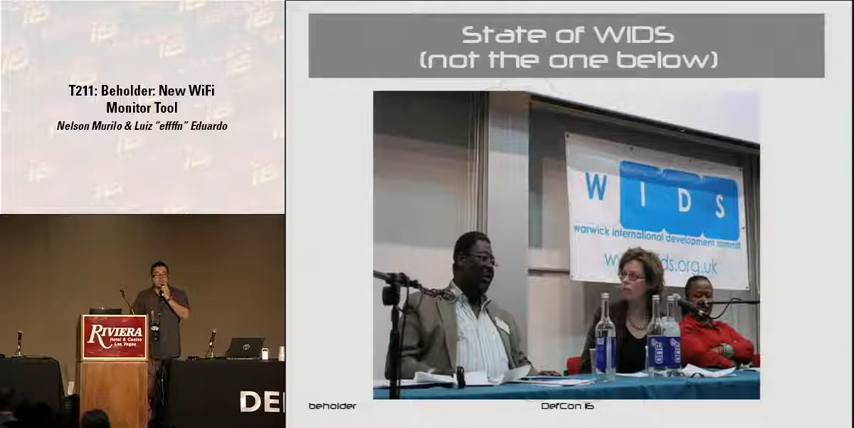 T211: Beholder: New WiFi
Monitor Tool
Nelson Murilo & Luiz "effffn" Eduardo
RIVIERA
Hotel & Casino
Las Vegas
DE
State of WIDS
(not the one below)
WIDS
warwick international development summit
www.wids.org.uk
beholder
DefCon 16